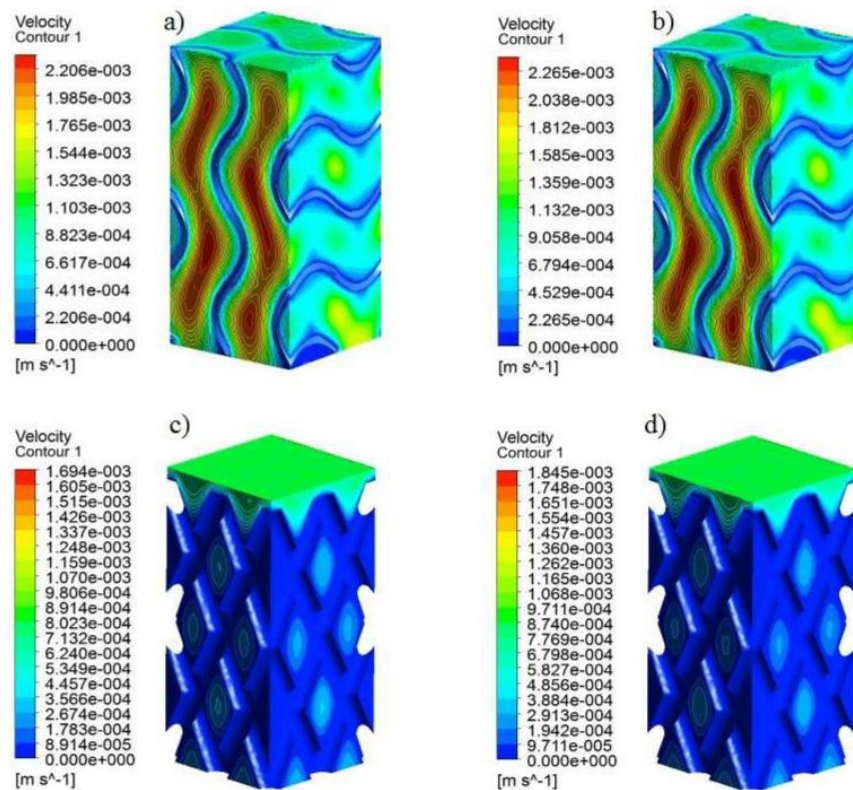 Velocity
Contour 1
a)
2.206e-003
1.985e-003
1.765e-003
1.544e-003
1.323e-003
1.103e-003
8.823e-004
6.617e-004
4.411e-004
2.206e-004
0.000e+000
[m s^-1]
Velocity
Contour 1
b)
2.265e-003
2.038e-003
1.812e-003
1.585e-003
1.359e-003
1.132e-003
9.058e-004
6.794e-004
4.529e-004
2.265e-004
0.000e+000
[m s^-1]
Velocity
Contour 1
c)
1.694e-003
1.605e-003
1.515e-003
1.426e-003
1.337e-003
1.248e-003
1.159e-003
1.070e-003
9.806e-004
8.914e-004
8.023e-004
7.132e-004
6.240e-004
5.349e-004
4.457e-004
3.566e-004
2.674e-004
1.783e-004
8.914e-005
0.000e+000
[m s^-1]
Velocity
Contour 1
d)
1.845e-003
1.748e-003
1.651e-003
1.554e-003
1.457e-003
1.360e-003
1.262e-003
1.165e-003
1.068e-003
9.711e-004
8.740e-004
7.769e-004
6.798e-004
5.827e-004
4.856e-004
3.884e-004
2.913e-004
1.942e-004
9.711e-005
0.000e+000
[m s^-1]